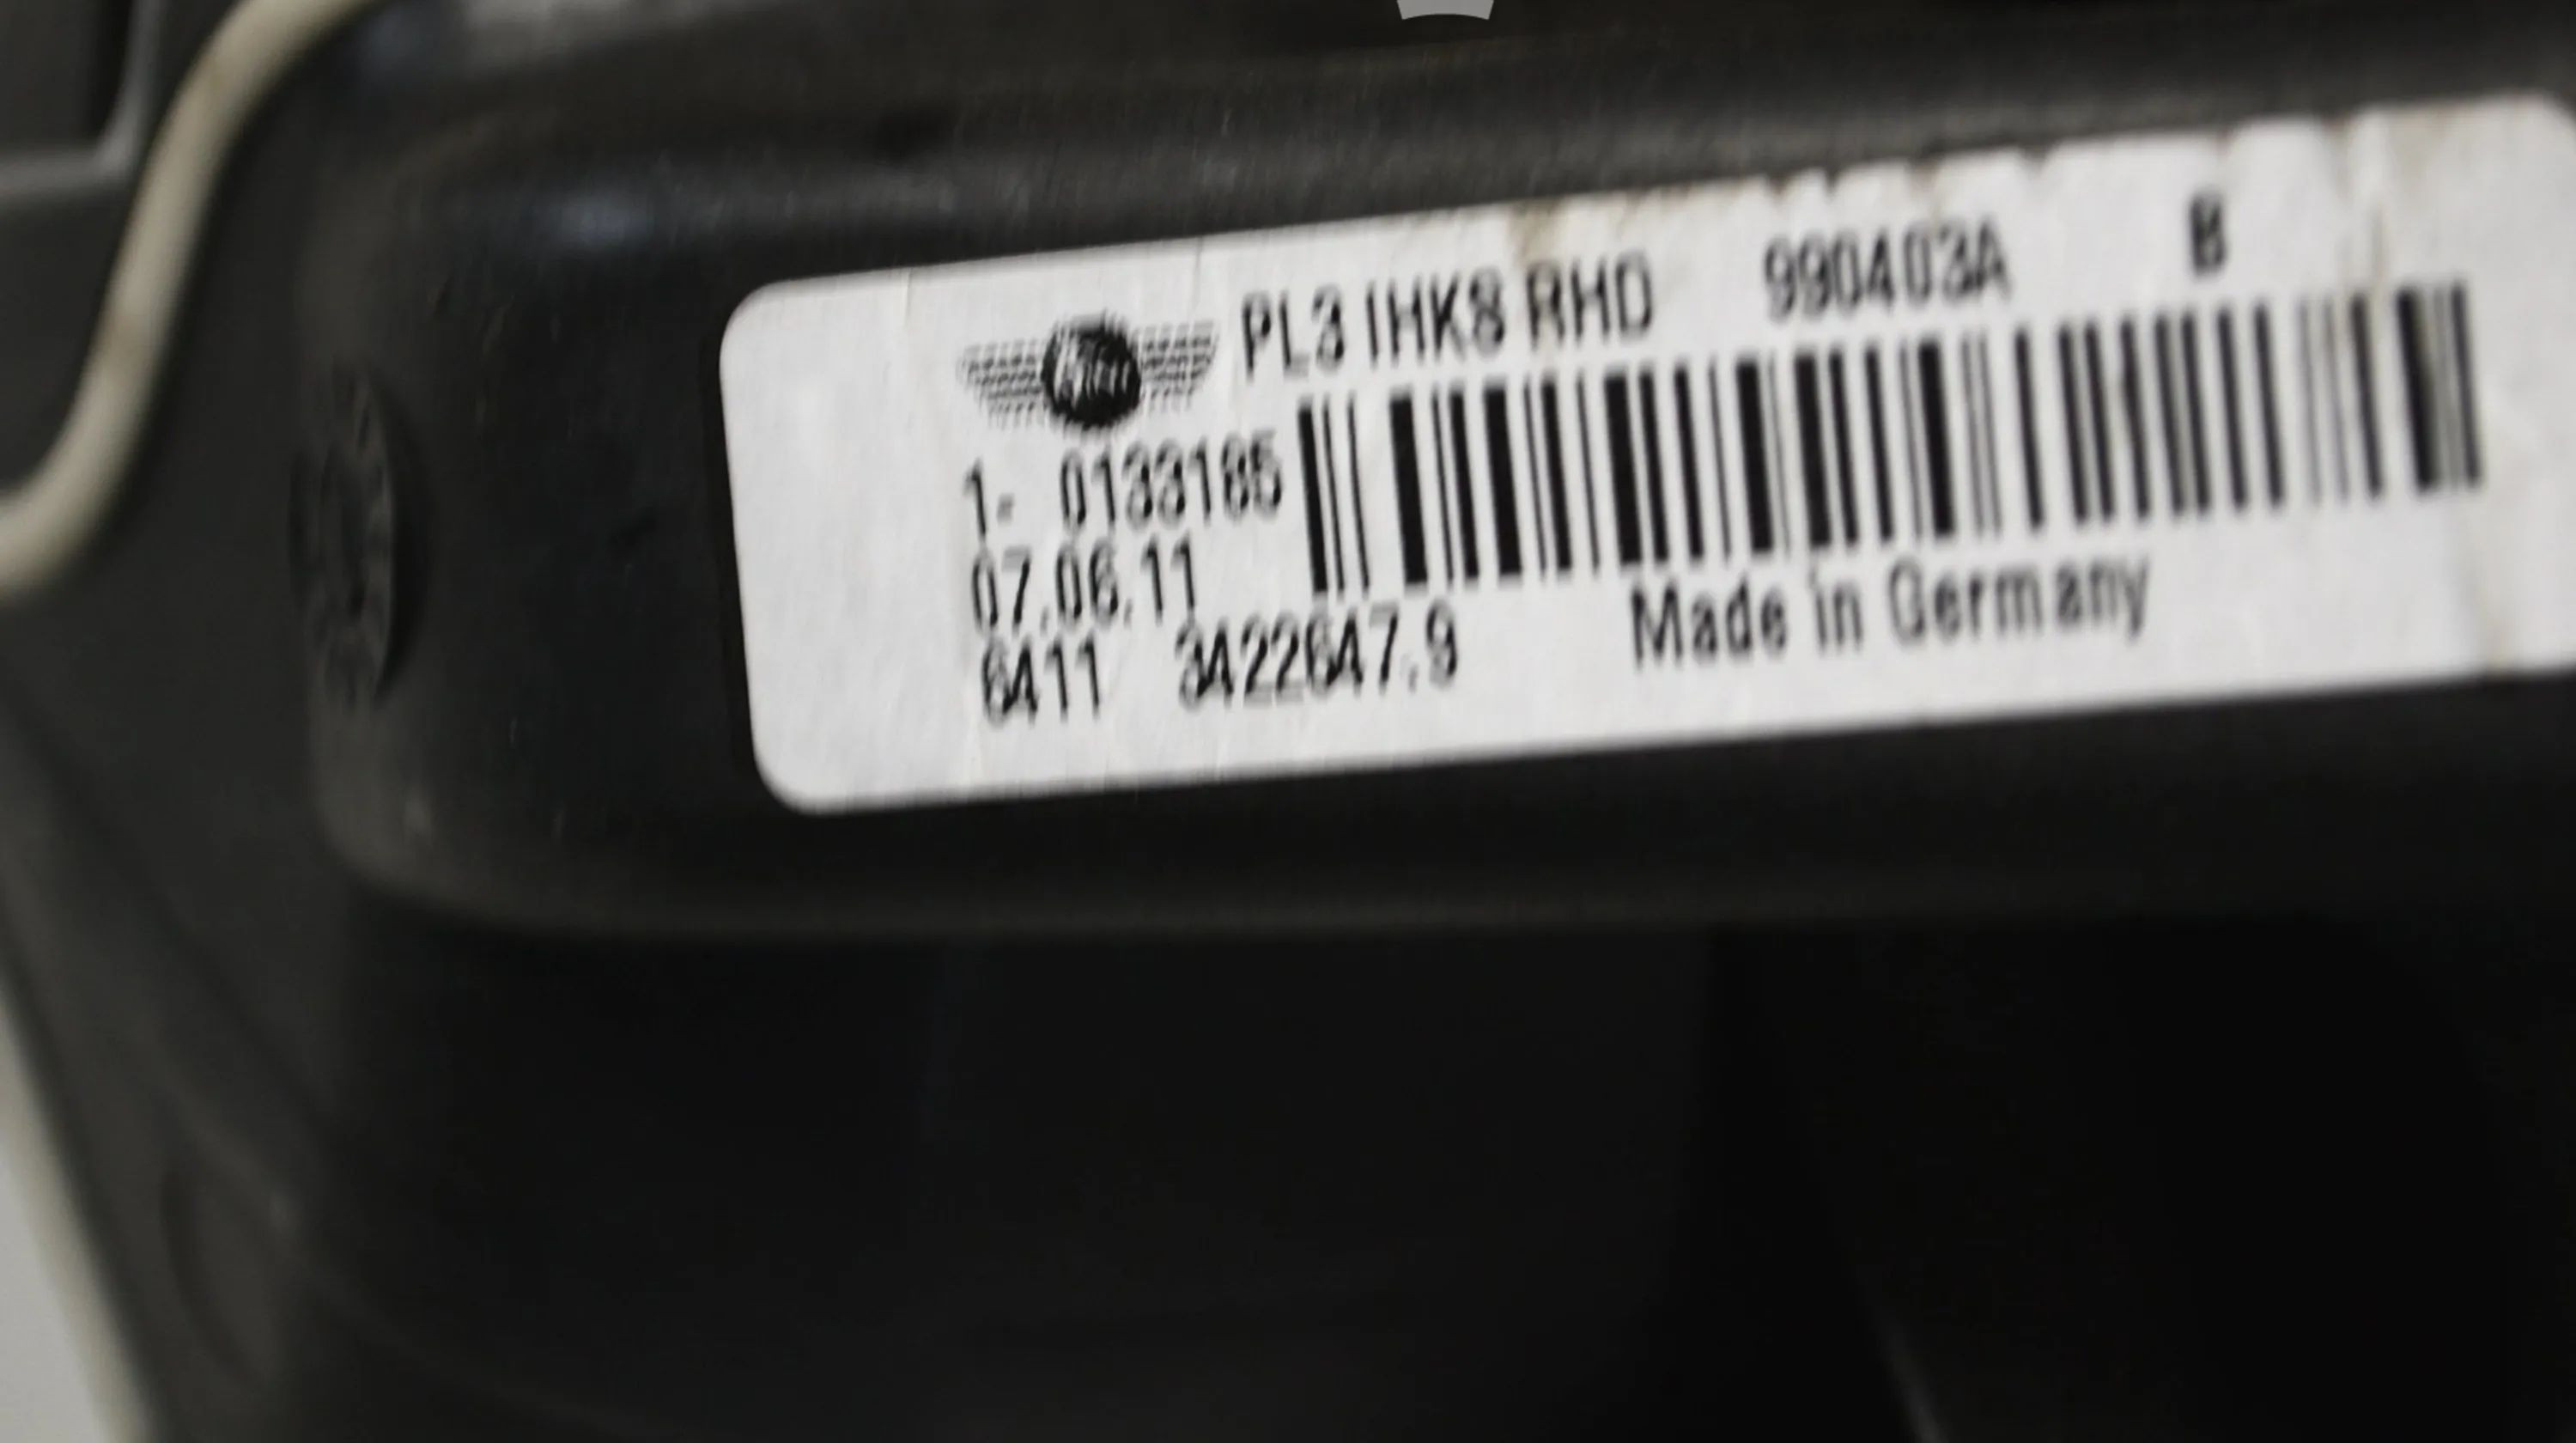 PL3 IHK8 RHD 990403A B
1- 0133185
07.06.11
6411 3422647.9 Made in Germany